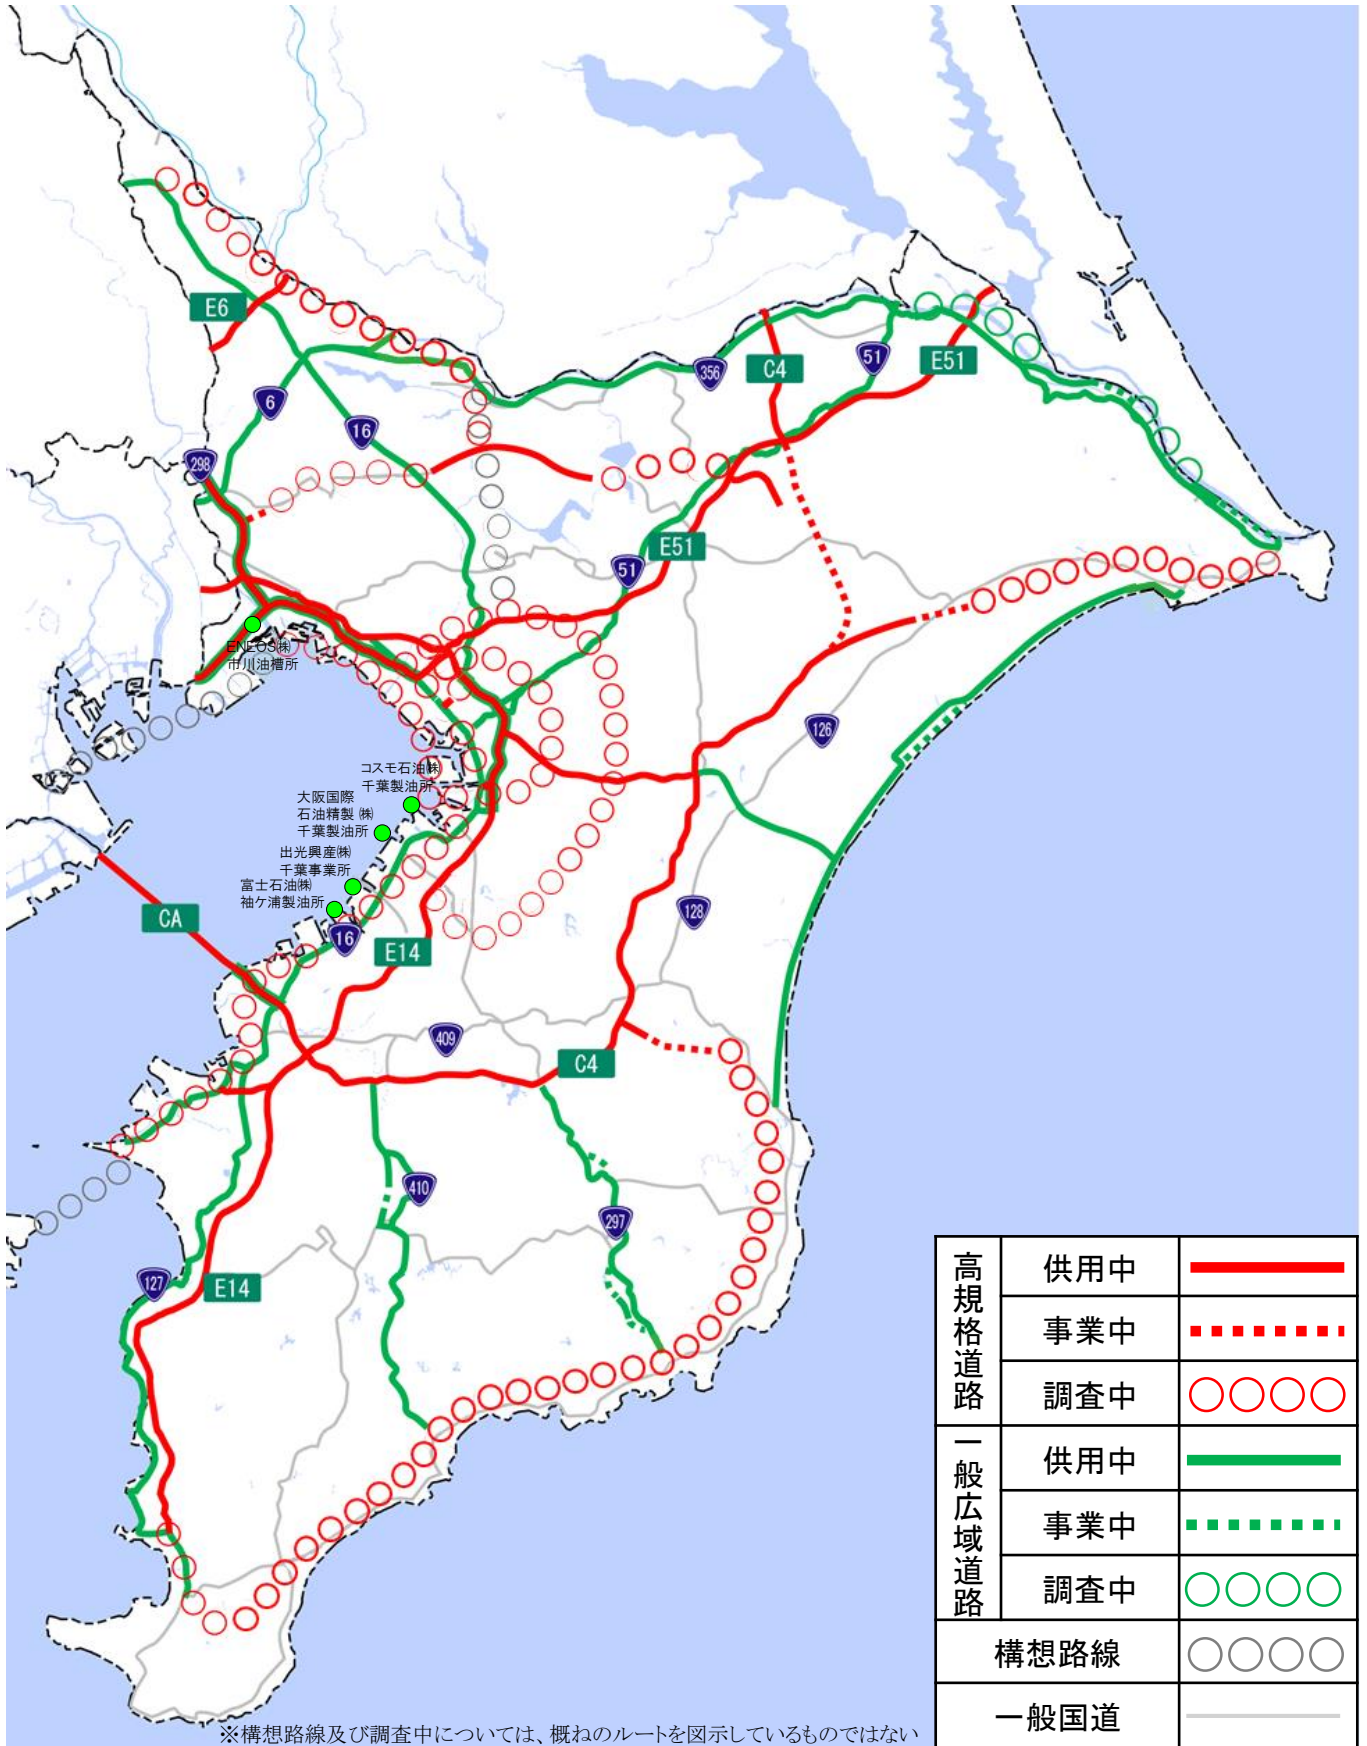 E6
356
C4
51
E51
6
16
298
E51
51
ENEOS㈱
市川油槽所
126
コスモ石油㈱
千葉製油所
大阪国際
石油精製 ㈱
千葉製油所
出光興産㈱
千葉事業所
富士石油㈱
袖ケ浦製油所
CA
128
16
E14
409
C4
410
297
127
E14
高規格道路
供用中
事業中
調査中
一般広域道路
供用中
事業中
調査中
構想路線
一般国道
※構想路線及び調査中については、概ねのルートを図示しているものではない